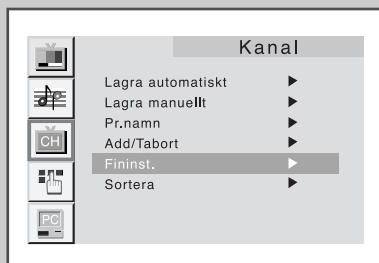 Kanal
Lagra automatiskt
Lagra manuellt
Pr.namn
Add/Tabort
CH
Fininst.
Sortera
PC